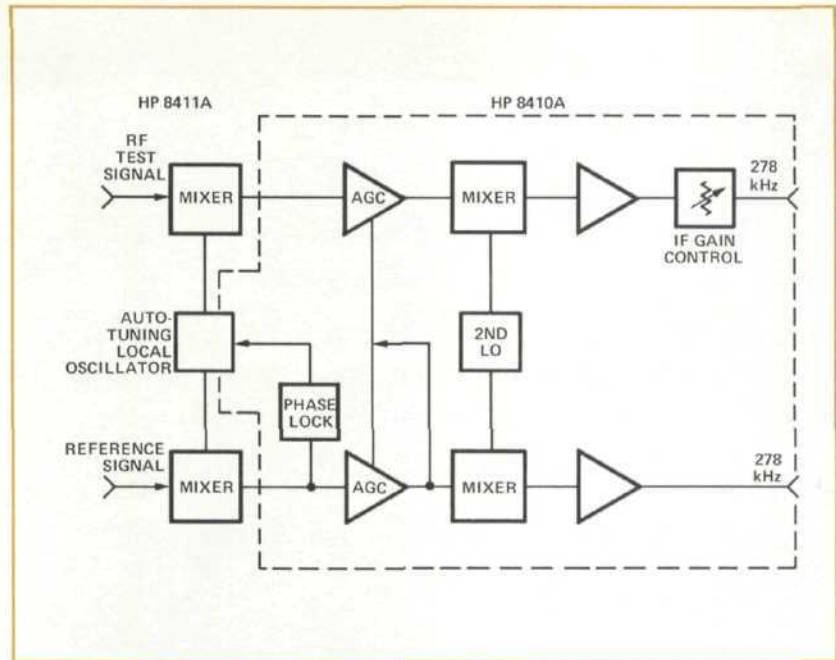 HP 8411A
HP 8410A
RF
TEST
SIGNAL
MIXER
AGC
MIXER
278
kHz
IF GAIN
CONTROL
AUTO-
TUNING
LOCAL
OSCILLATOR
2ND
LO
PHASE
LOCK
REFERENCE
SIGNAL
MIXER
AGC
MIXER
278
kHz